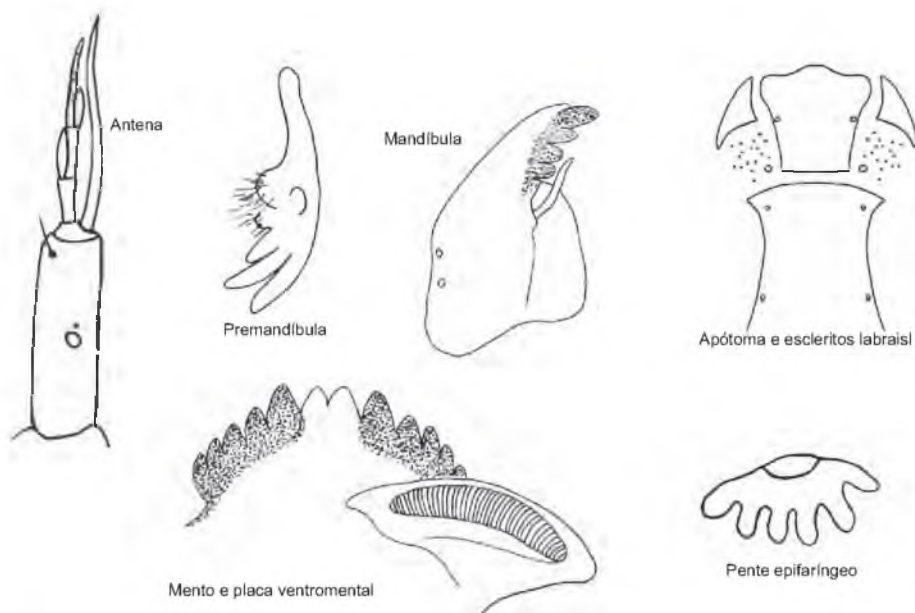 Antena
Mandíbula
Premandíbula
Apótoma e escleritos labraisl
Mento e placa ventromental
Pente epifaríngeo